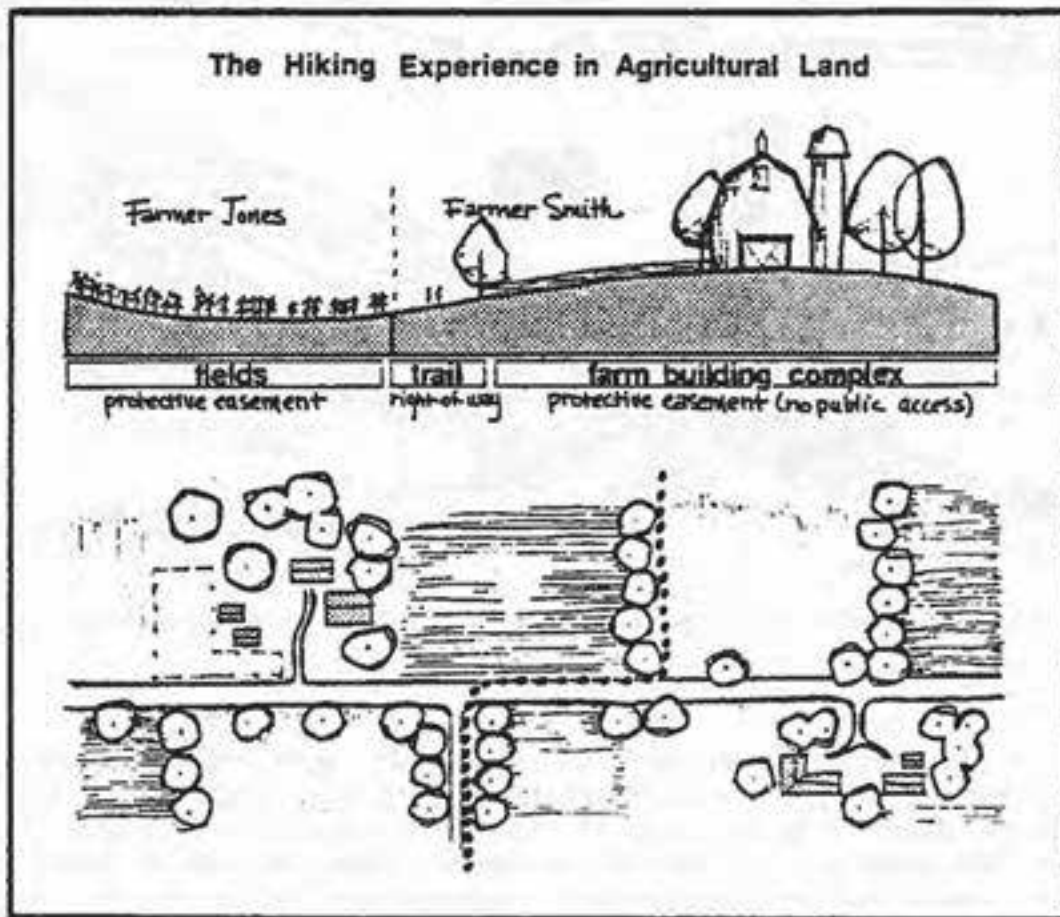 The Hiking Experience in Agricultural Land
Farmer Jones
Farmer Smith
fields
trail
farm building complex
protective easement
right-of-way
protective easement (no public access)